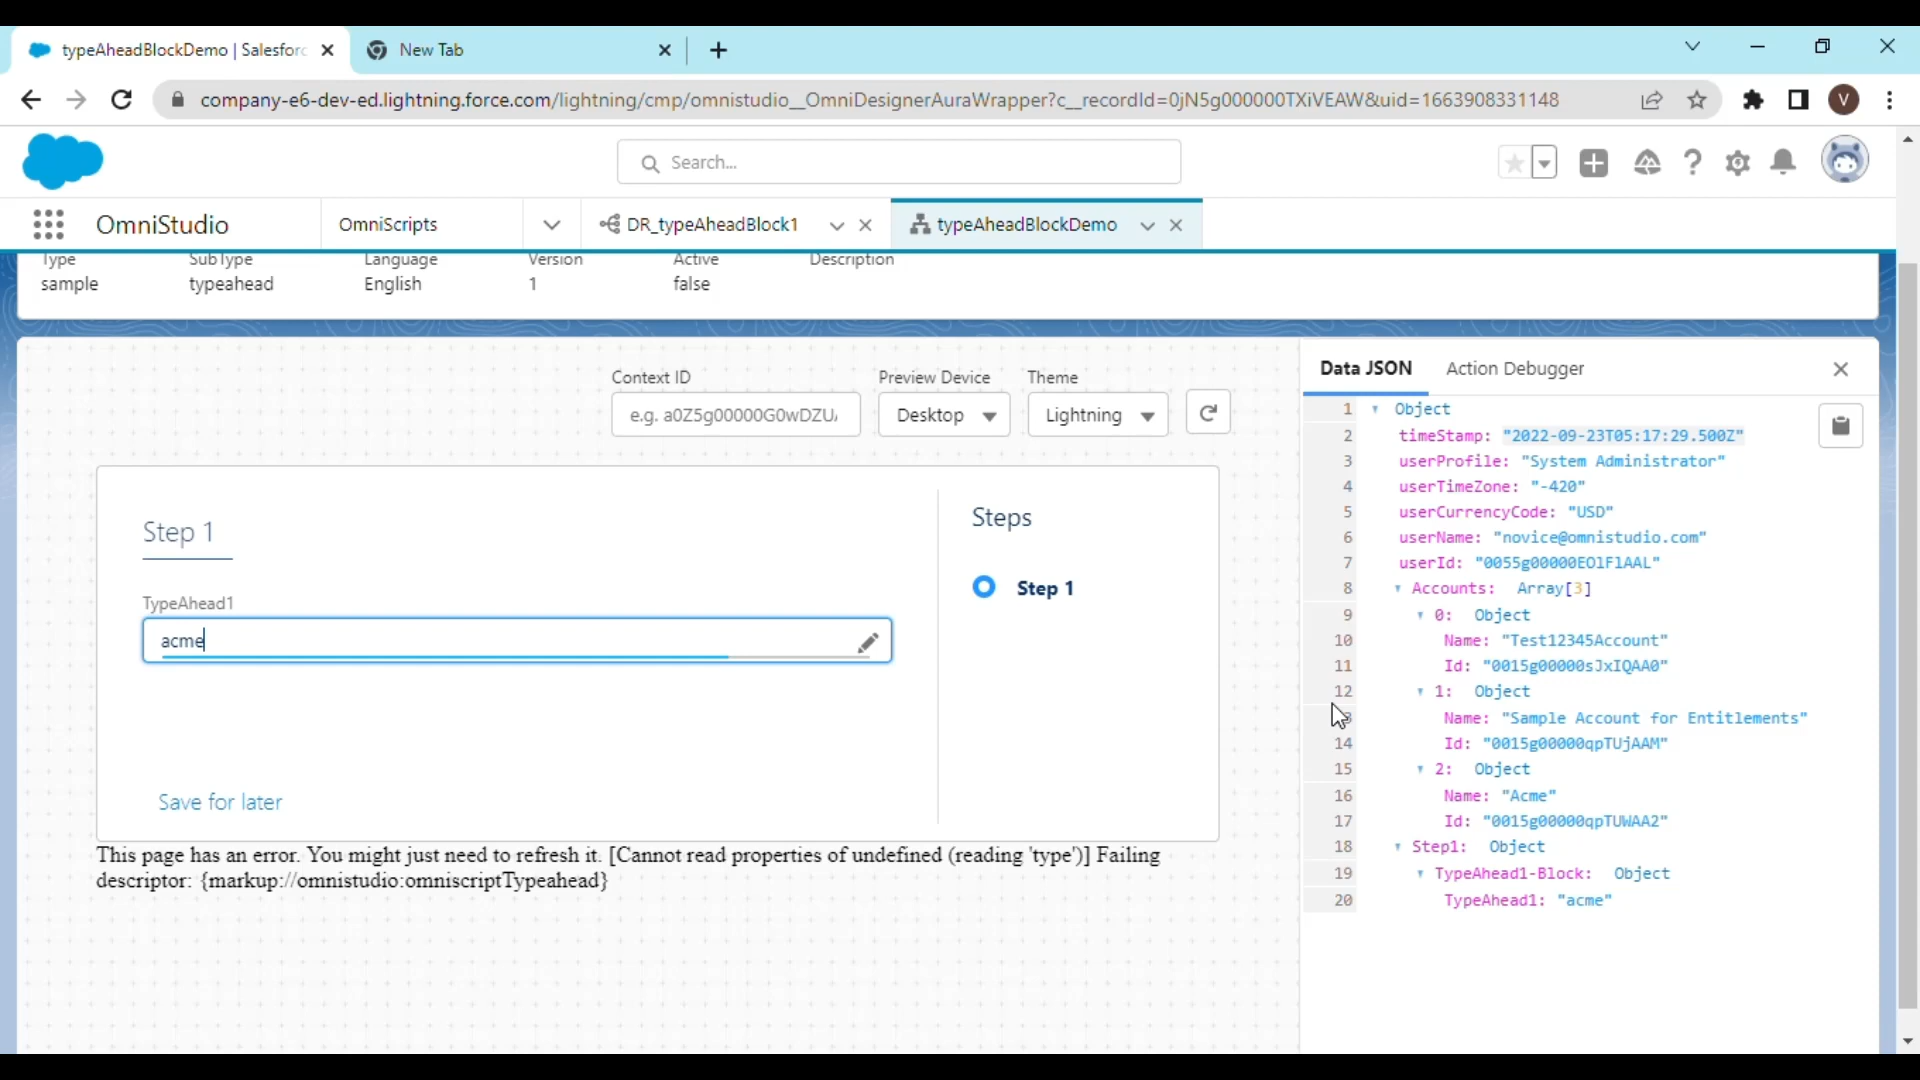 typeAheadBlockDemo | Salesforc
New Tab
company-e6-dev-ed.lightning.force.com/lightning/cmp/omnistudio__OmniDesignerAuraWrapper?c__recordId=0jN5g000000TXiVEAW&uid=1663908331148
V
Search...
OmniStudio
OmniScripts
DR_typeAheadBlock1
typeAheadBlockDemo
Type SubType Language Version Active Description
sample typeahead English 1 false
Context ID Preview Device Theme
e.g. a0Z5g00000G0wDZU Desktop Lightning
Data JSON Action Debugger
Step 1
TypeAhead1
acme
Save for later
Steps
Step 1
This page has an error. You might just need to refresh it. [Cannot read properties of undefined (reading 'type')] Failing
descriptor: {markup://omnistudio:omniscriptTypeahead}
1 Object
2 timeStamp: "2022-09-23T05:17:29.500Z"
3 userProfile: "System Administrator"
4 userTimeZone: "-420"
5 userCurrencyCode: "USD"
6 userName: "novice@omnistudio.com"
7 userId: "0055g00000EOlFlAAL"
8 Accounts: Array[3]
9 0: Object
10 Name: "Test12345Account"
11 Id: "0015g00000sJxIQAA0"
12 1: Object
3 Name: "Sample Account for Entitlements"
14 Id: "0015g00000qpTUjAAM"
15 2: Object
16 Name: "Acme"
17 Id: "0015g00000qpTUWAA2"
18 Step1: Object
19 TypeAhead1-Block: Object
20 TypeAhead1: "acme"